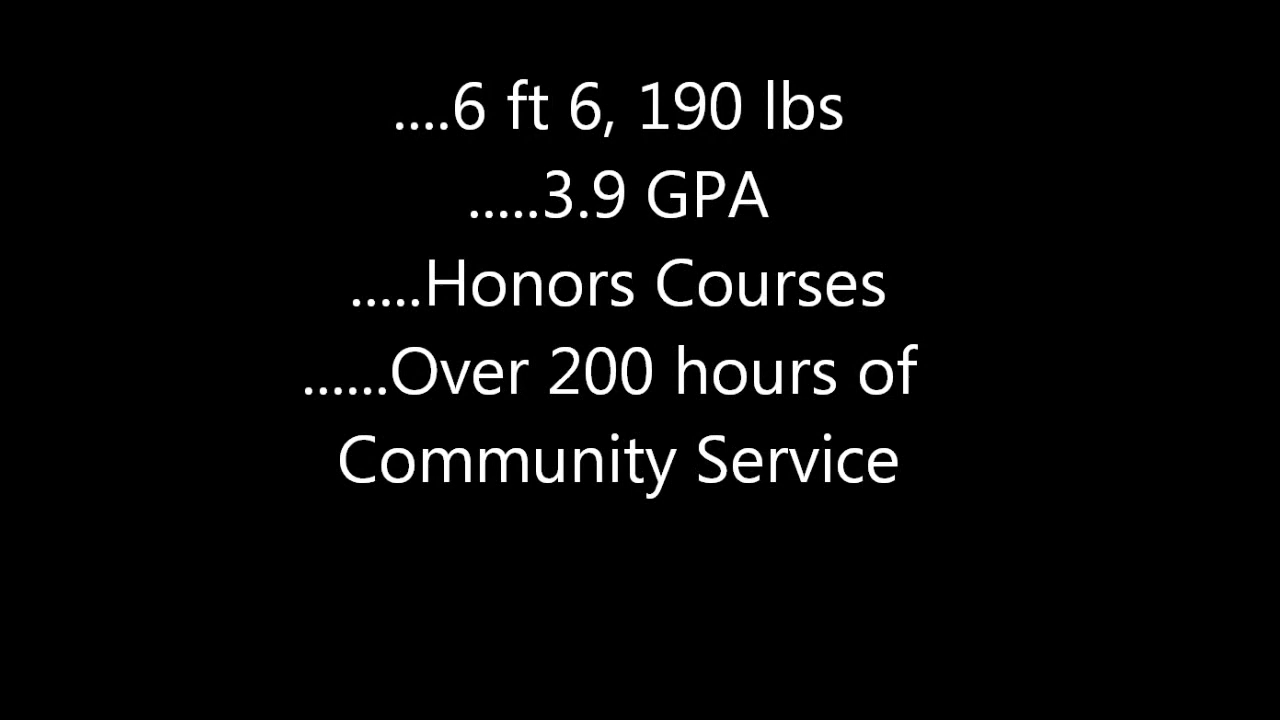 ....6 ft 6, 190 lbs
.....3.9 GPA
.....Honors Courses
......Over 200 hours of
Community Service